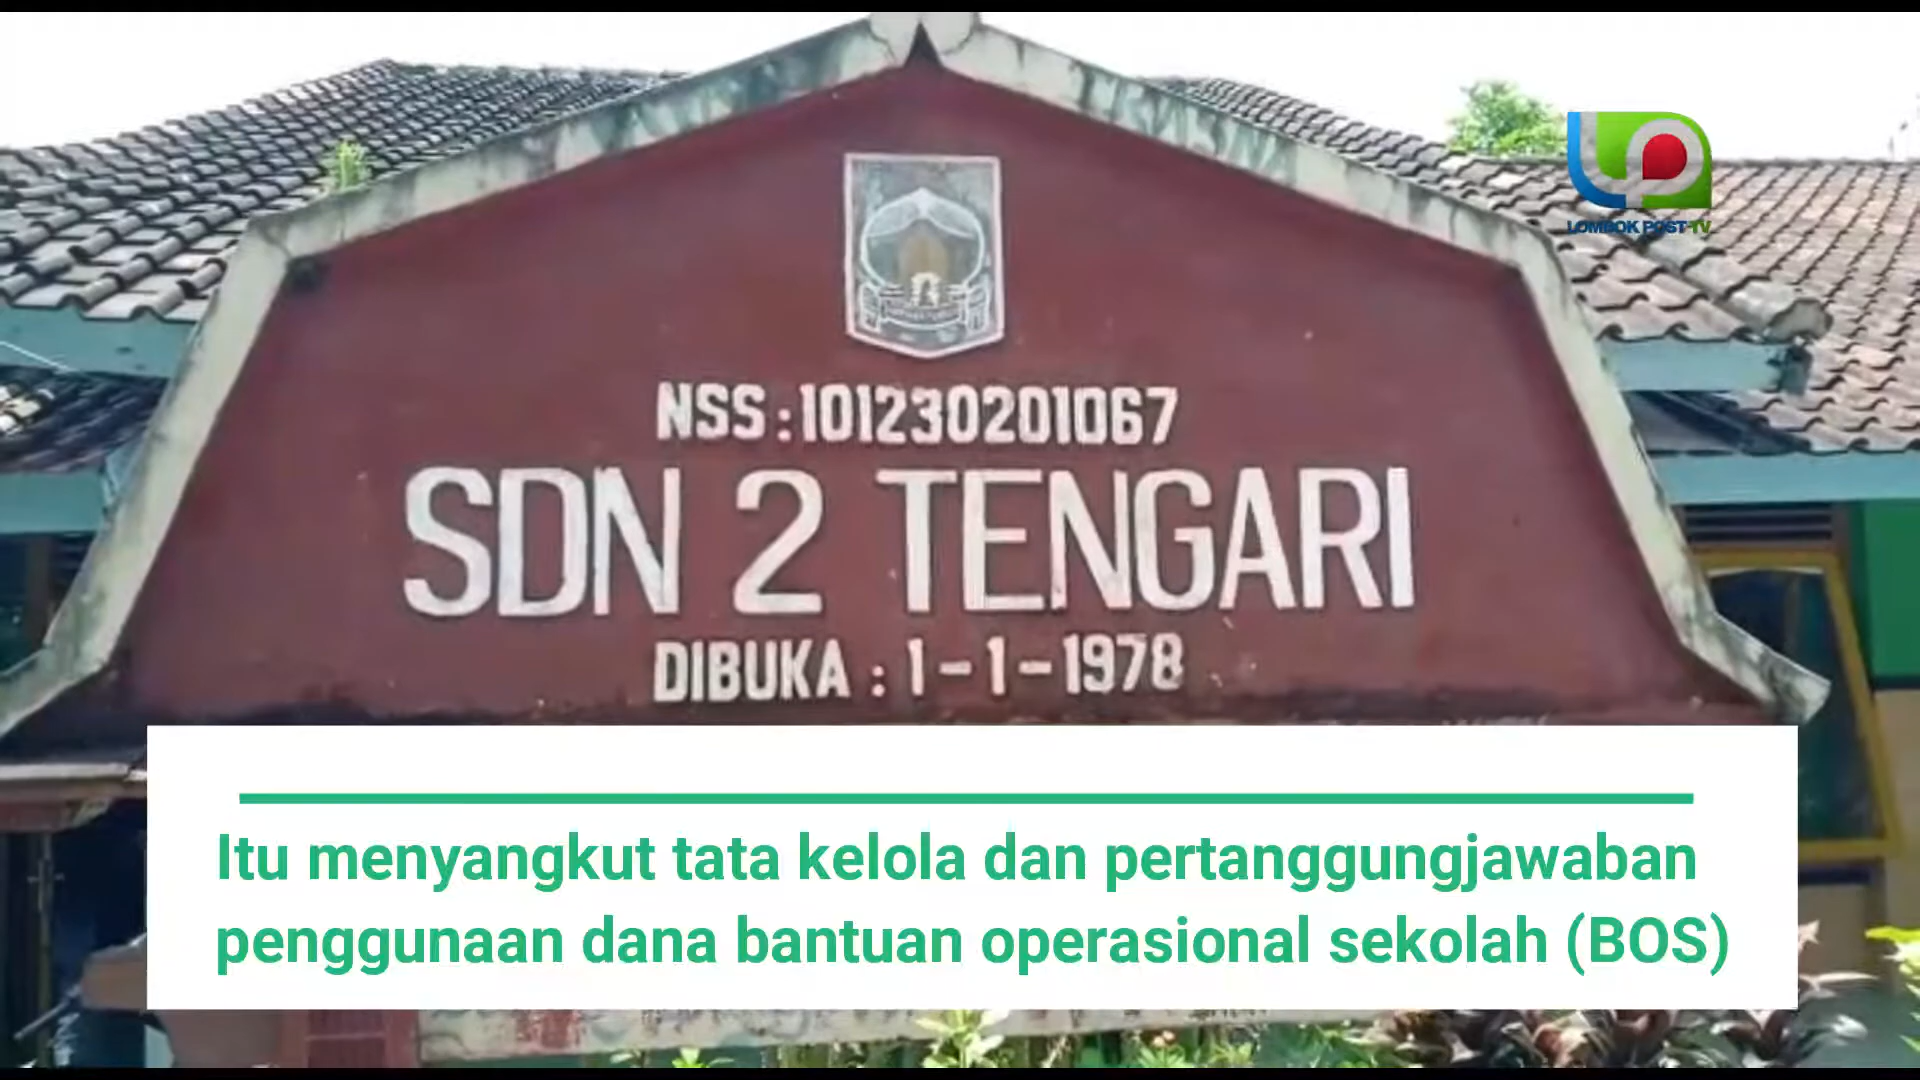 LOMBOK POST TV
NSS : 101230201067
SDN 2 TENGARI
DIBUKA : 1-1-1978
Itu menyangkut tata kelola dan pertanggungjawaban
penggunaan dana bantuan operasional sekolah (BOS)